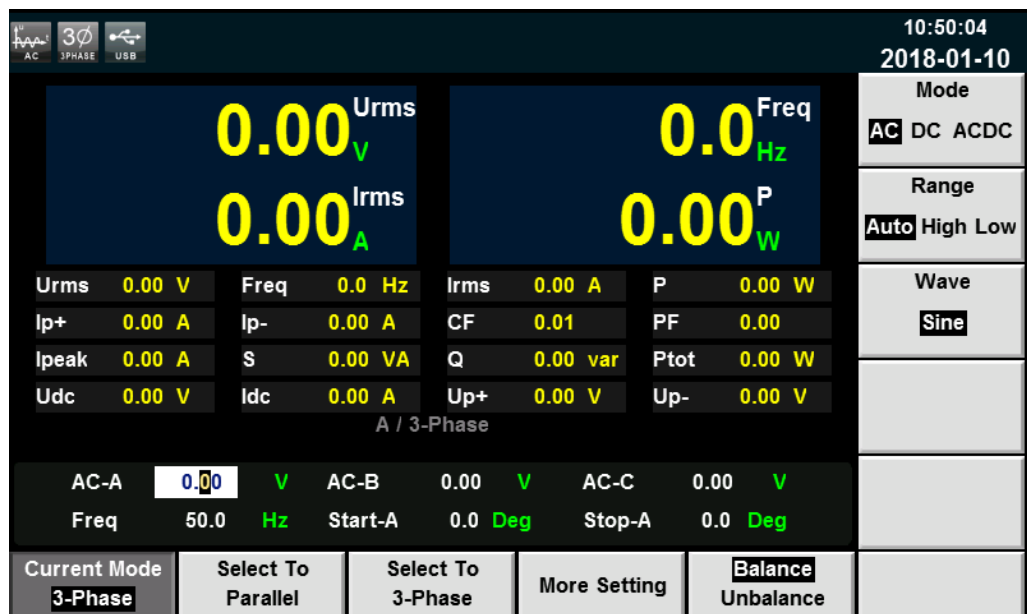 AC 3Ø 3PHASE USB
10:50:04
2018-01-10
0.00 Urms V
0.0 Freq Hz
0.00 Irms A
0.00 P W
Urms 0.00 V Freq 0.0 Hz Irms 0.00 A P 0.00 W
Ip+ 0.00 A Ip- 0.00 A CF 0.01 PF 0.00
Ipeak 0.00 A S 0.00 VA Q 0.00 var Ptot 0.00 W
Udc 0.00 V Idc 0.00 A Up+ 0.00 V Up- 0.00 V
A / 3-Phase
AC-A 0.00 V AC-B 0.00 V AC-C 0.00 V
Freq 50.0 Hz Start-A 0.0 Deg Stop-A 0.0 Deg
Mode
AC DC ACDC
Range
Auto High Low
Wave
Sine
Current Mode
3-Phase
Select To
Parallel
Select To
3-Phase
More Setting
Balance
Unbalance